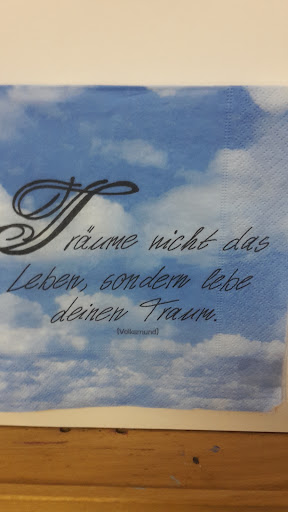 Träume nicht das
Leben, sondern lebe
deinen Traum.
[Volksmund]